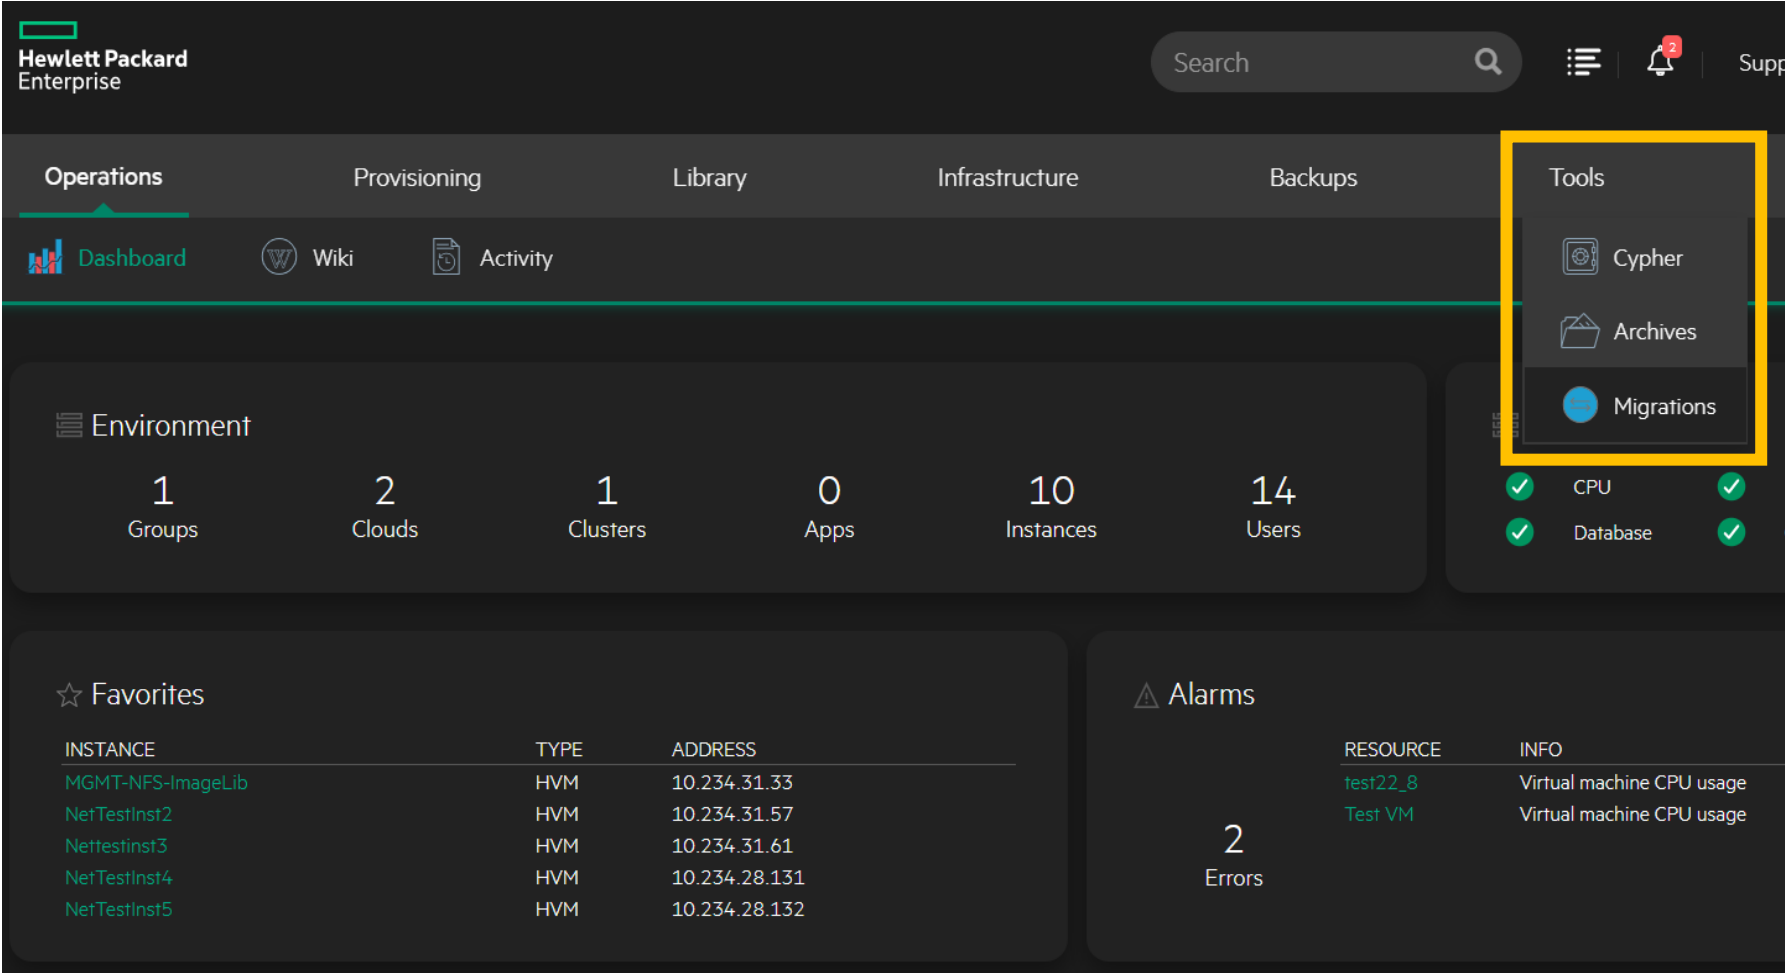 Hewlett Packard
Enterprise
Search
2
Supp
Operations
Provisioning
Library
Infrastructure
Backups
Tools
Dashboard
Wiki
Activity
Cypher
Archives
Migrations
Environment
1
Groups
2
Clouds
1
Clusters
0
Apps
10
Instances
14
Users
CPU
Database
Favorites
INSTANCE TYPE ADDRESS
MGMT-NFS-ImageLib HVM 10.234.31.33
NetTestInst2 HVM 10.234.31.57
Nettestinst3 HVM 10.234.31.61
NetTestInst4 HVM 10.234.28.131
NetTestInst5 HVM 10.234.28.132
Alarms
2
Errors
RESOURCE INFO
test22_8 Virtual machine CPU usage
Test VM Virtual machine CPU usage